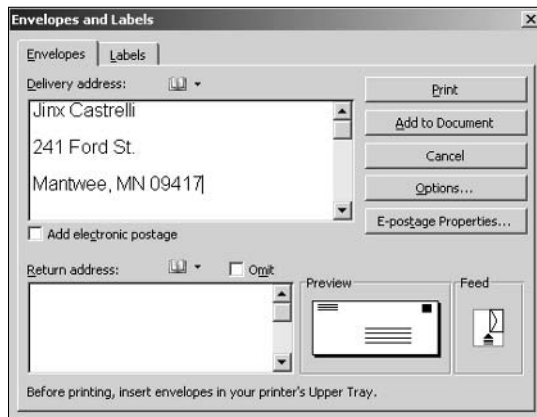 Envelopes and Labels
Envelopes Labels
Delivery address:
Jinx Castrelli
241 Ford St.
Mantwee, MN 09417
Print
Add to Document
Cancel
Options...
E-postage Properties...
Add electronic postage
Return address:
Omit
Preview
Feed
Before printing, insert envelopes in your printer's Upper Tray.